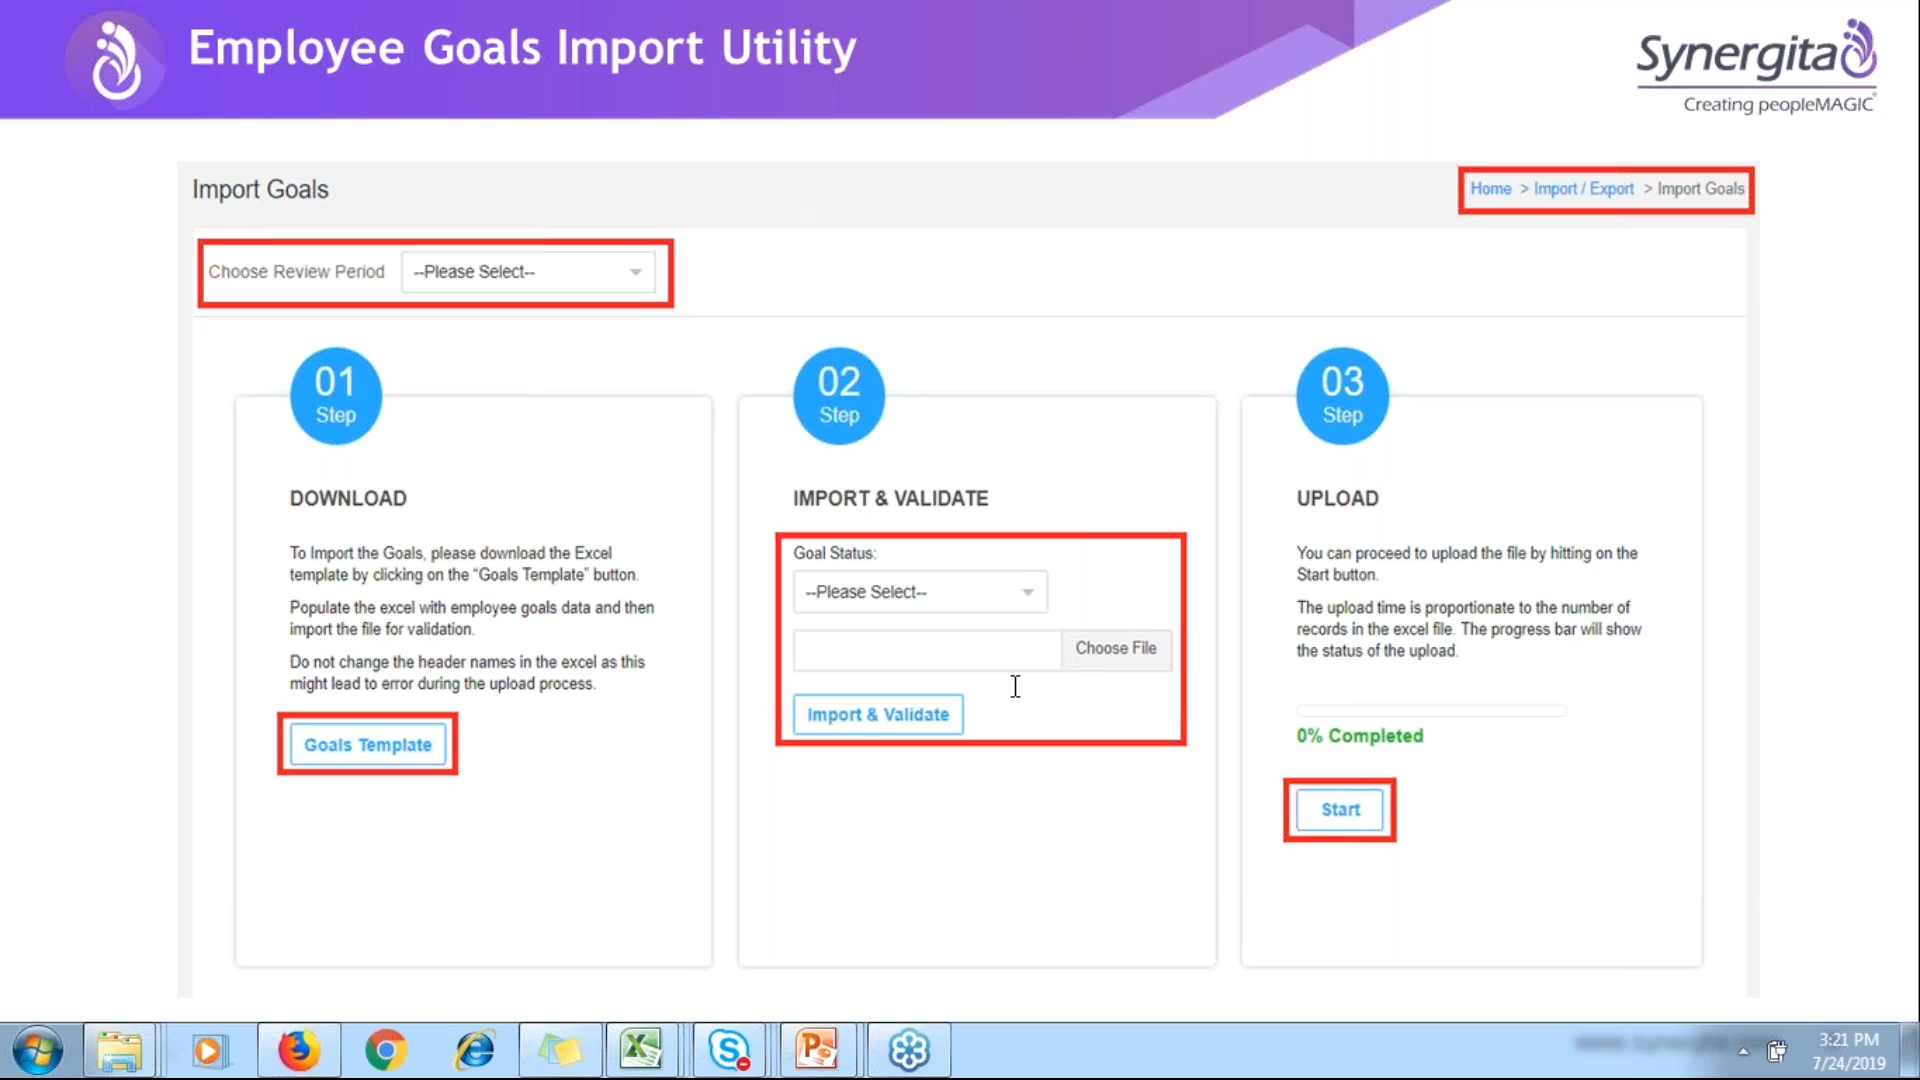 Employee Goals Import Utility
Synergita
Creating peopleMAGIC
Import Goals
Home > Import / Export > Import Goals
Choose Review Period --Please Select--
01
Step
DOWNLOAD
To Import the Goals, please download the Excel
template by clicking on the “Goals Template” button.
Populate the excel with employee goals data and then
import the file for validation.
Do not change the header names in the excel as this
might lead to error during the upload process.
Goals Template
02
Step
IMPORT & VALIDATE
Goal Status:
--Please Select--
Choose File
Import & Validate
03
Step
UPLOAD
You can proceed to upload the file by hitting on the
Start button.
The upload time is proportionate to the number of
records in the excel file. The progress bar will show
the status of the upload.
0% Completed
Start
3:21 PM
7/24/2019